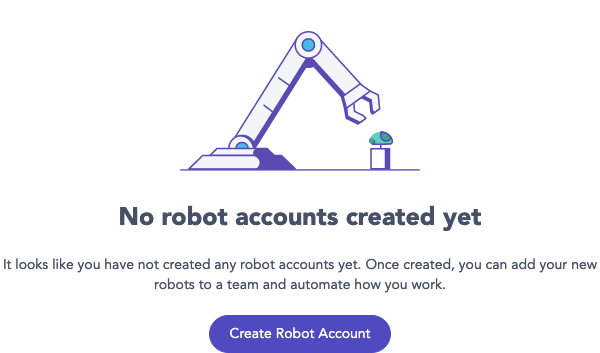 No robot accounts created yet
It looks like you have not created any robot accounts yet. Once created, you can add your new
robots to a team and automate how you work.
Create Robot Account